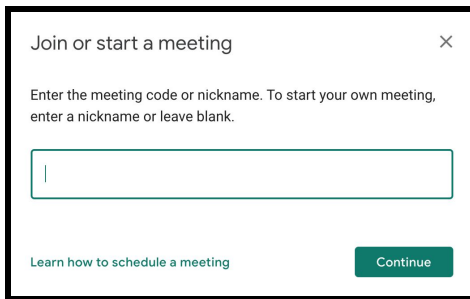 Join or start a meeting
Enter the meeting code or nickname. To start your own meeting,
enter a nickname or leave blank.
Learn how to schedule a meeting
Continue